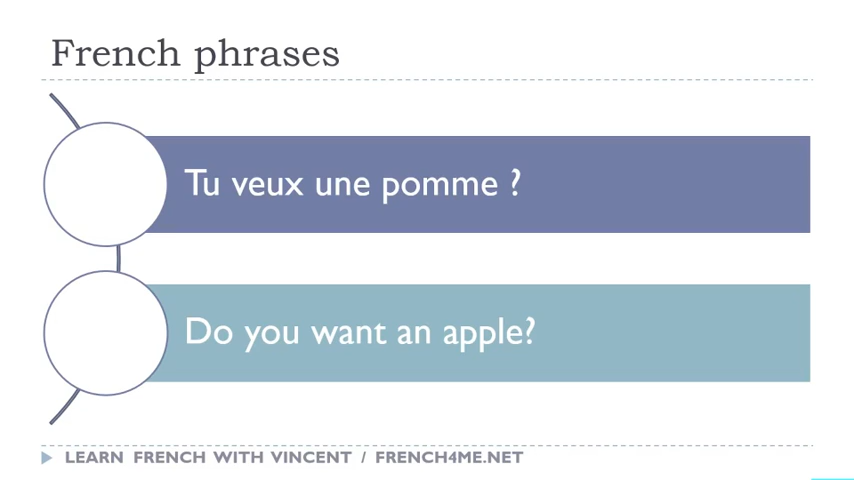 French phrases
Tu veux une pomme ?
Do you want an apple?
LEARN FRENCH WITH VINCENT / FRENCH4ME.NET